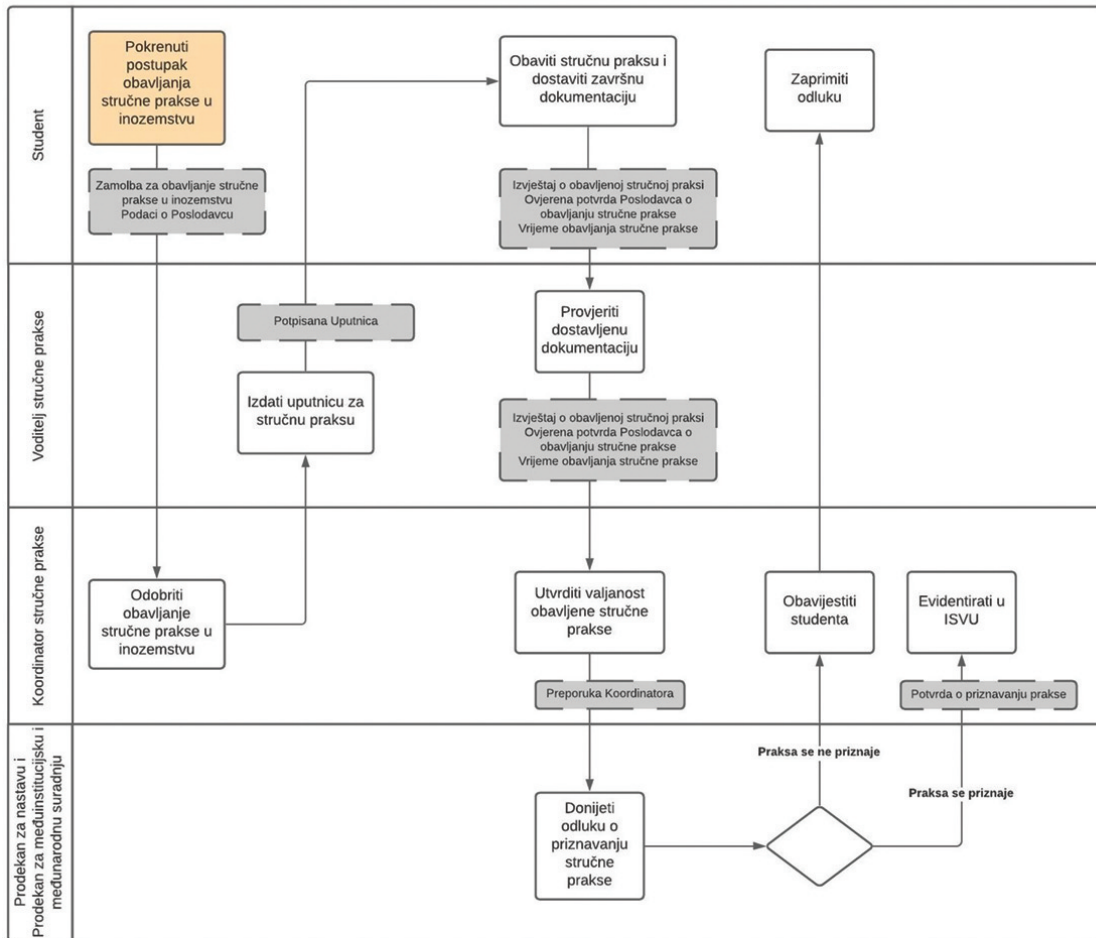 Student
Pokrenuti
postupak
obavljanja
stručne prakse u
inozemstvu
Zamolba za obavljanje stručne
prakse u inozemstvu
Podaci o Poslodavcu
Obaviti stručnu praksu i
dostaviti završnu
dokumentaciju
Izvještaj o obavljenoj stručnoj praksi
Ovjerena potvrda Poslodavca o
obavljanju stručne prakse
Vrijeme obavljanja stručne prakse
Zaprimiti
odluku
Voditelj stručne prakse
Potpisana Uputnica
Izdati uputnicu za
stručnu praksu
Provjeriti
dostavljenu
dokumentaciju
Izvještaj o obavljenoj stručnoj praksi
Ovjerena potvrda Poslodavca o
obavljanju stručne prakse
Vrijeme obavljanja stručne prakse
Koordinator stručne prakse
Odobriti
obavljanje
stručne prakse u
inozemstvu
Utvrditi valjanost
obavljene stručne
prakse
Preporuka Koordinatora
Obavijestiti
studenta
Evidentirati u
ISVU
Potvrda o priznavanju prakse
Prodekan za nastavu i
Prodekan za međuinstitucijsku i
međunarodnu suradnju
Donijeti
odluku o
priznavanju
stručne
prakse
Praksa se ne priznaje
Praksa se priznaje